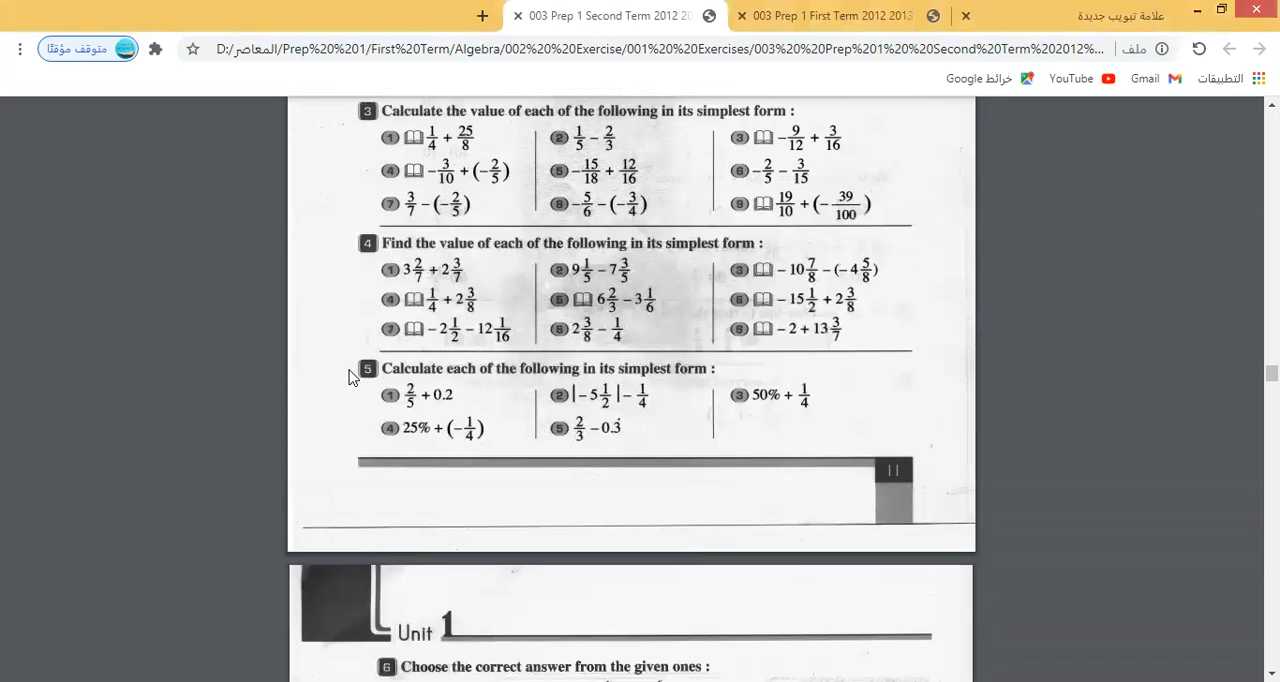 003 Prep 1 Second Term 2012 20
003 Prep 1 First Term 2012 2013
علامة تبويب جديدة
متوقف مؤقتًا
D:/المعاصر/Prep%20%201/First%20Term/Algebra/002%20%20Exercise/001%20%20Exercises/
ملف
التطبيقات
Gmail
YouTube
خرائط Google
3 Calculate the value of each of the following in its simplest form :
1 1/4 + 25/8 2 1/5 − 2/3 3 − 9/12 + 3/16
4 − 3/10 + (− 2/5) 5 − 15/18 + 12/16 6 − 2/5 − 3/15
7 3/7 − (− 2/5) 8 − 5/6 − (− 3/4) 9 19/10 + (− 39/100)
4 Find the value of each of the following in its simplest form :
1 3 2/7 + 2 3/7 2 9 1/5 − 7 3/5 3 − 10 7/8 − (− 4 5/8)
4 1/4 + 2 3/8 5 6 2/3 − 3 1/6 6 − 15 1/2 + 2 3/8
7 − 2 1/2 − 12 1/16 8 2 3/8 − 1/4 − 2 + 13 3/7
5 Calculate each of the following in its simplest form :
1 2/5 + 0.2 2 | − 5 1/2 | − 1/4 3 50% + 1/4
4 25% + (− 1/4) 5 2/3 − 0.3̇
11
Unit 1
6 Choose the correct answer from the given ones :